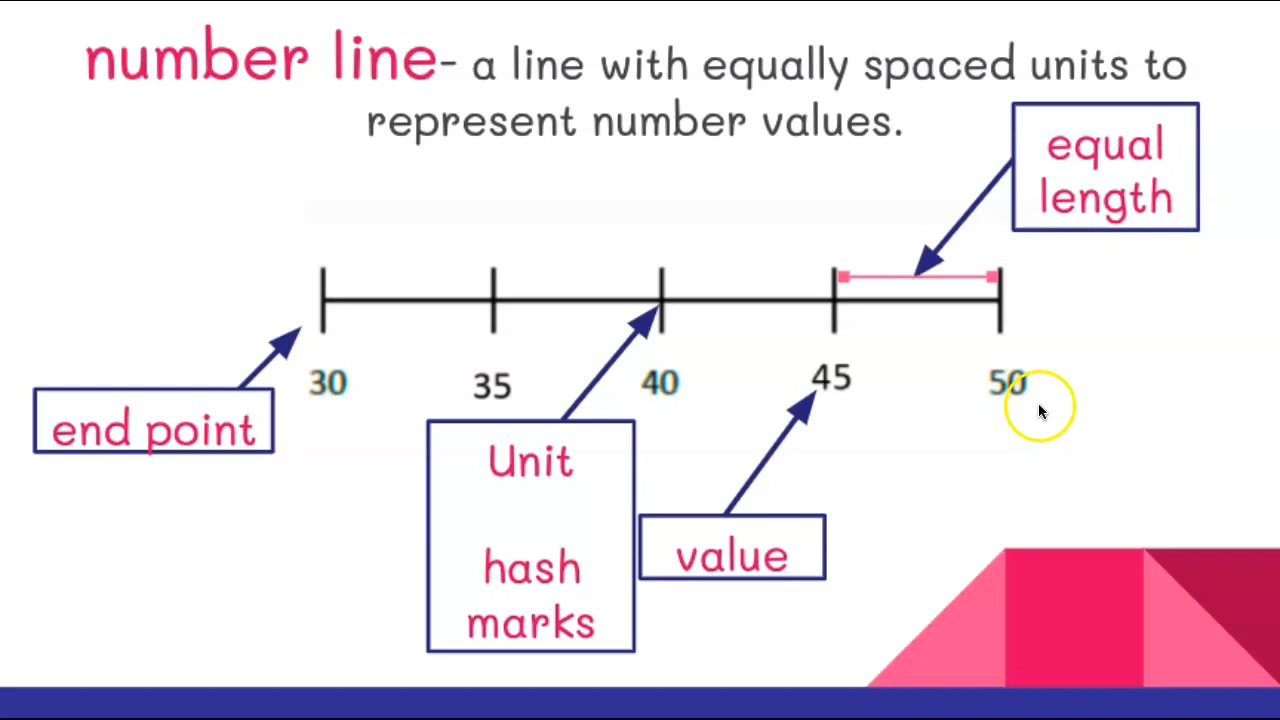 number line- a line with equally spaced units to
represent number values.
equal
length
30 35 40 45 50
end point
Unit
hash
marks
value